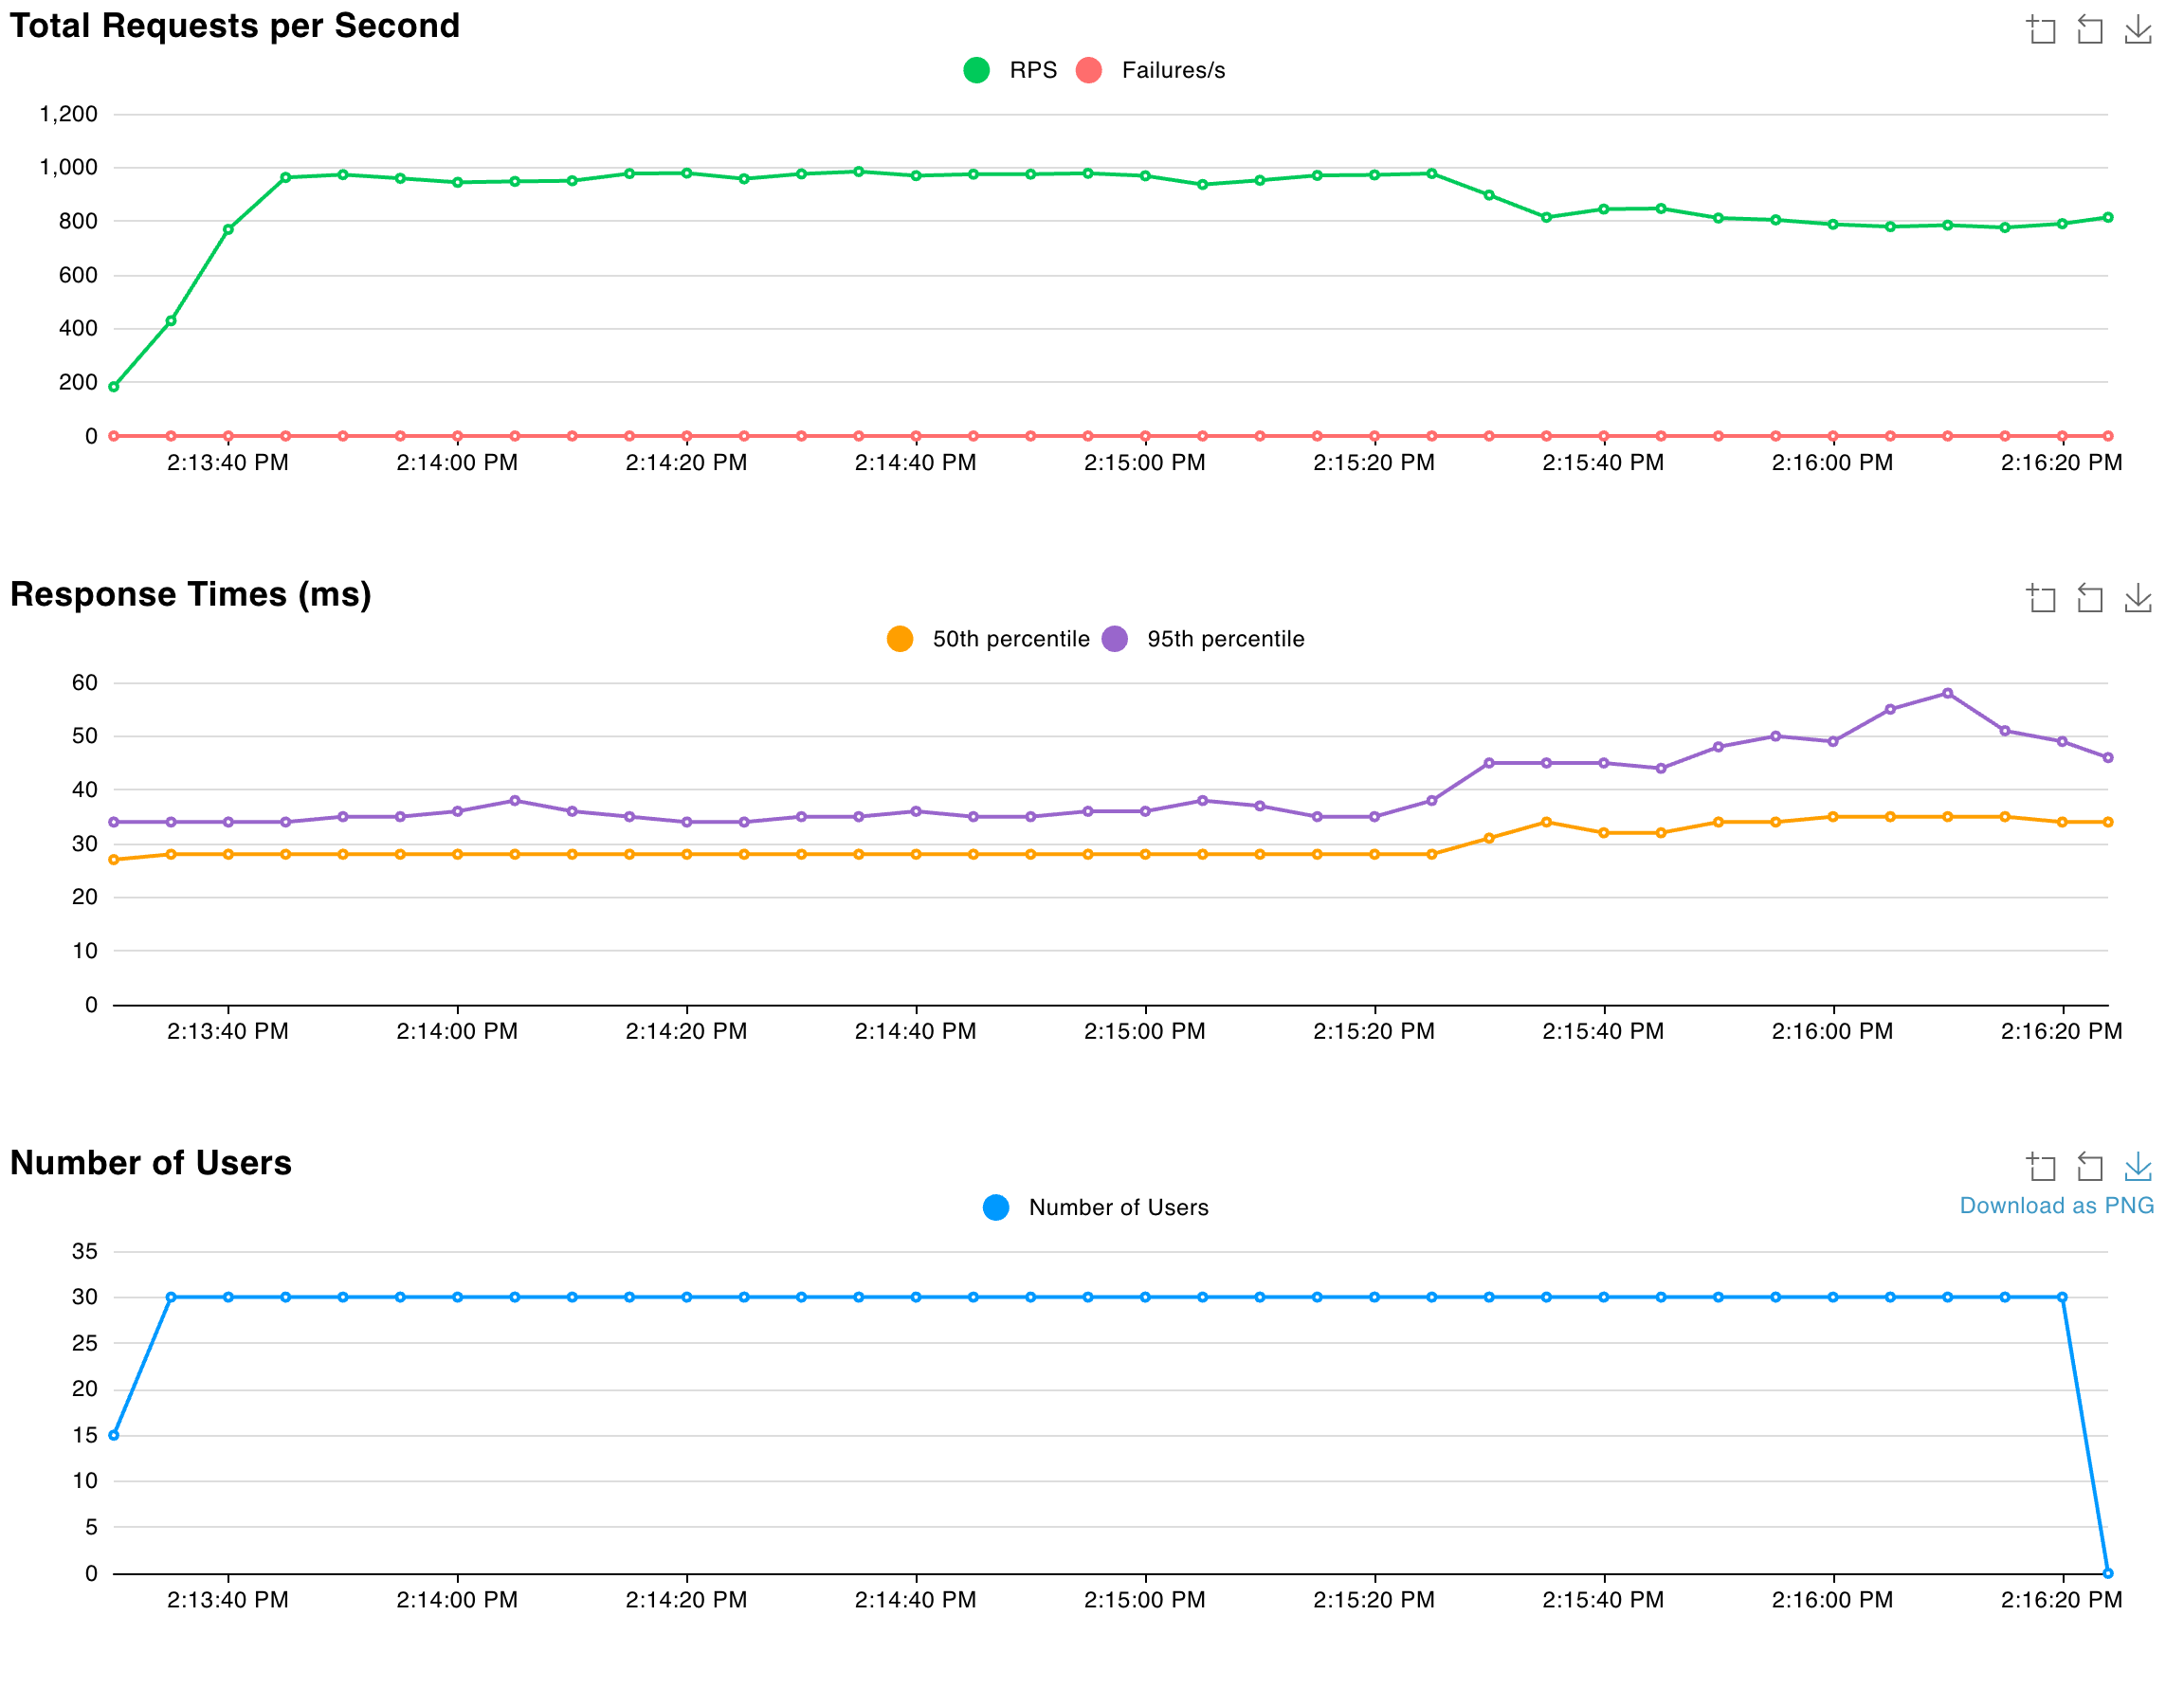 Total Requests per Second
RPS Failures/s
1,200
1,000
800
600
400
200
0
2:13:40 PM 2:14:00 PM 2:14:20 PM 2:14:40 PM 2:15:00 PM 2:15:20 PM 2:15:40 PM 2:16:00 PM 2:16:20 PM
Response Times (ms)
50th percentile 95th percentile
60
50
40
30
20
10
0
2:13:40 PM 2:14:00 PM 2:14:20 PM 2:14:40 PM 2:15:00 PM 2:15:20 PM 2:15:40 PM 2:16:00 PM 2:16:20 PM
Number of Users
Number of Users
Download as PNG
35
30
25
20
15
10
5
0
2:13:40 PM 2:14:00 PM 2:14:20 PM 2:14:40 PM 2:15:00 PM 2:15:20 PM 2:15:40 PM 2:16:00 PM 2:16:20 PM